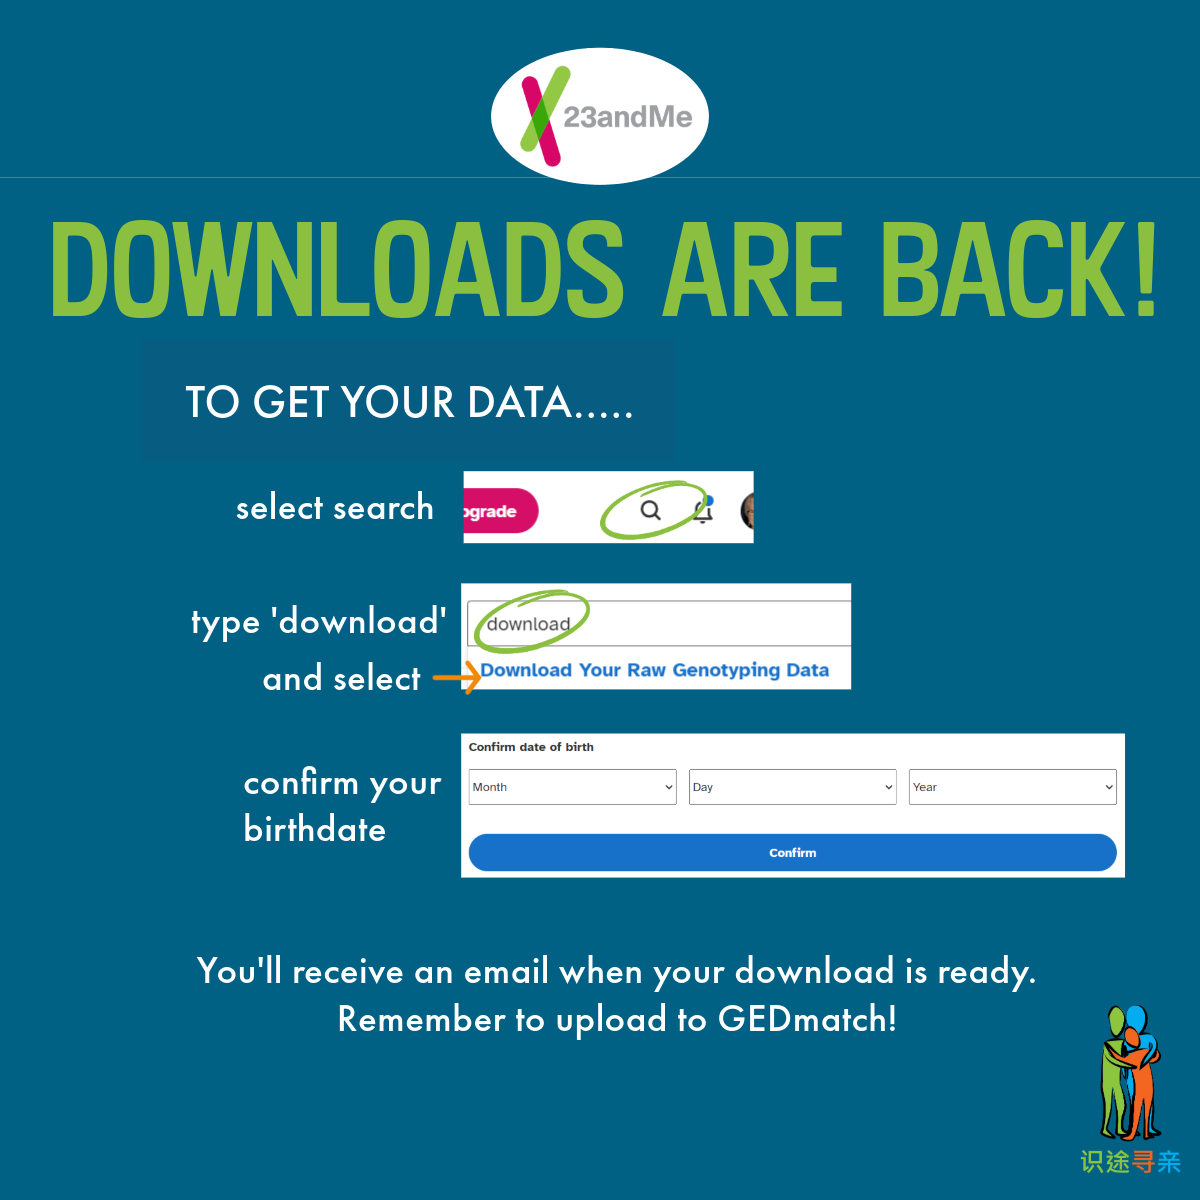 23andMe
DOWNLOADS ARE BACK!
TO GET YOUR DATA.....
select search
pgrade
type 'download'
download
and select
Download Your Raw Genotyping Data
confirm your
birthdate
Confirm date of birth
Month
Day
Year
Confirm
You'll receive an email when your download is ready.
Remember to upload to GEDmatch!
识途寻亲